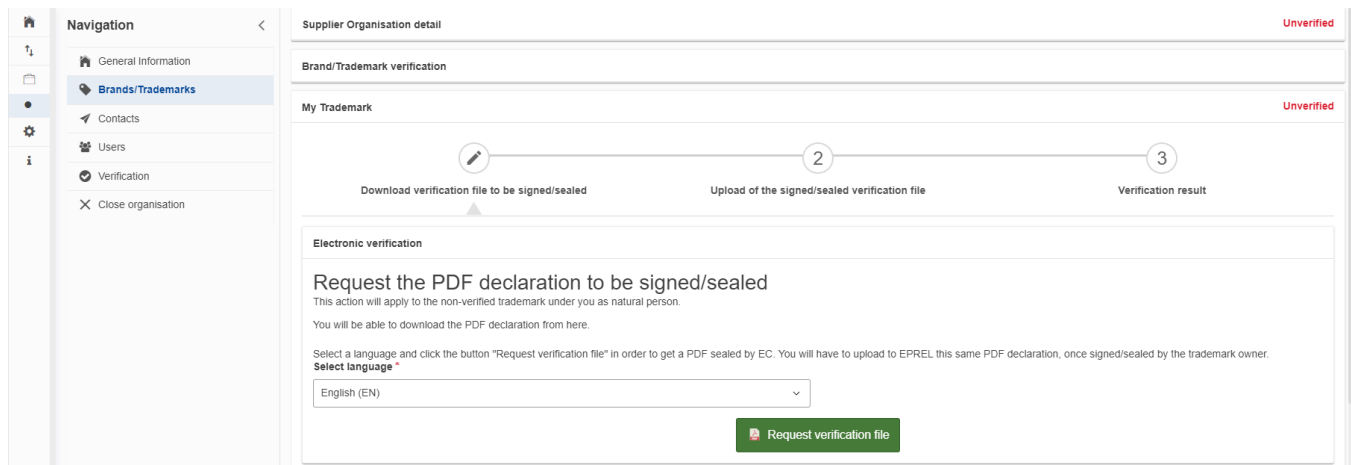 Navigation
General Information
Brands/Trademarks
Contacts
Users
Verification
Close organisation
Supplier Organisation detail
Unverified
Brand/Trademark verification
My Trademark
Unverified
2
3
Download verification file to be signed/sealed
Upload of the signed/sealed verification file
Verification result
Electronic verification
Request the PDF declaration to be signed/sealed
This action will apply to the non-verified trademark under you as natural person.
You will be able to download the PDF declaration from here.
Select a language and click the button "Request verification file" in order to get a PDF sealed by EC. You will have to upload to EPREL this same PDF declaration, once signed/sealed by the trademark owner.
Select language *
English (EN)
Request verification file